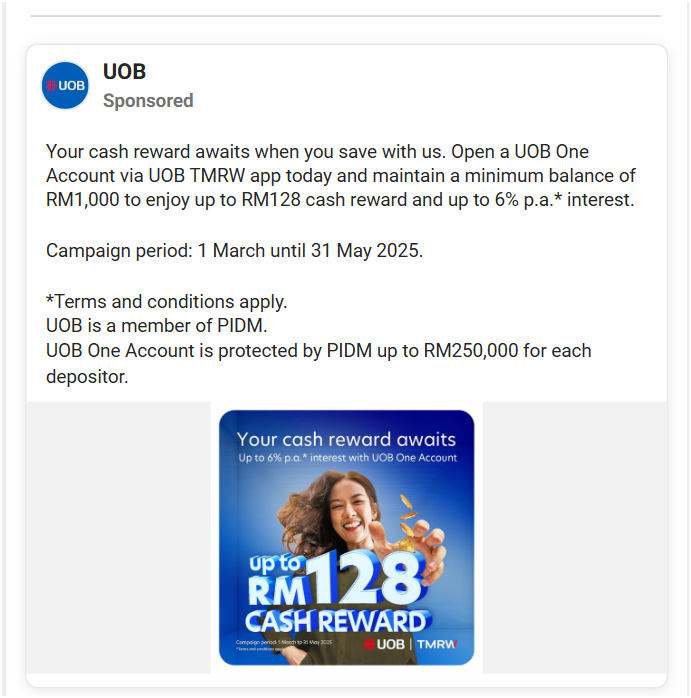 UOB
UOB
Sponsored
Your cash reward awaits when you save with us. Open a UOB One
Account via UOB TMRW app today and maintain a minimum balance of
RM1,000 to enjoy up to RM128 cash reward and up to 6% p.a.* interest.
Campaign period: 1 March until 31 May 2025.
*Terms and conditions apply.
UOB is a member of PIDM.
UOB One Account is protected by PIDM up to RM250,000 for each
depositor.
Your cash reward awaits
Up to 6% p.a.* interest with UOB One Account
up to
RM128
CASH REWARD
Campaign period: 1 March to 31 May 2025
*Terms and conditions apply
UOB | TMRW